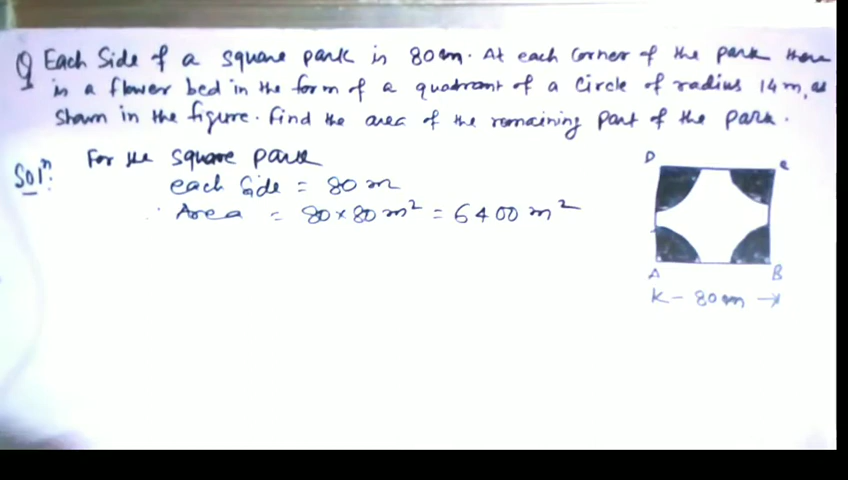 Q Each Side of a square park is 80m. At each corner of the park there
is a flower bed in the form of a quadrant of a circle of radius 14m, as
shown in the figure. Find the area of the remaining part of the park.
Solⁿ: For the square park
each Side = 80 m
∴ Area = 80×80 m² = 6400 m²
D C
A B
K - 80m →